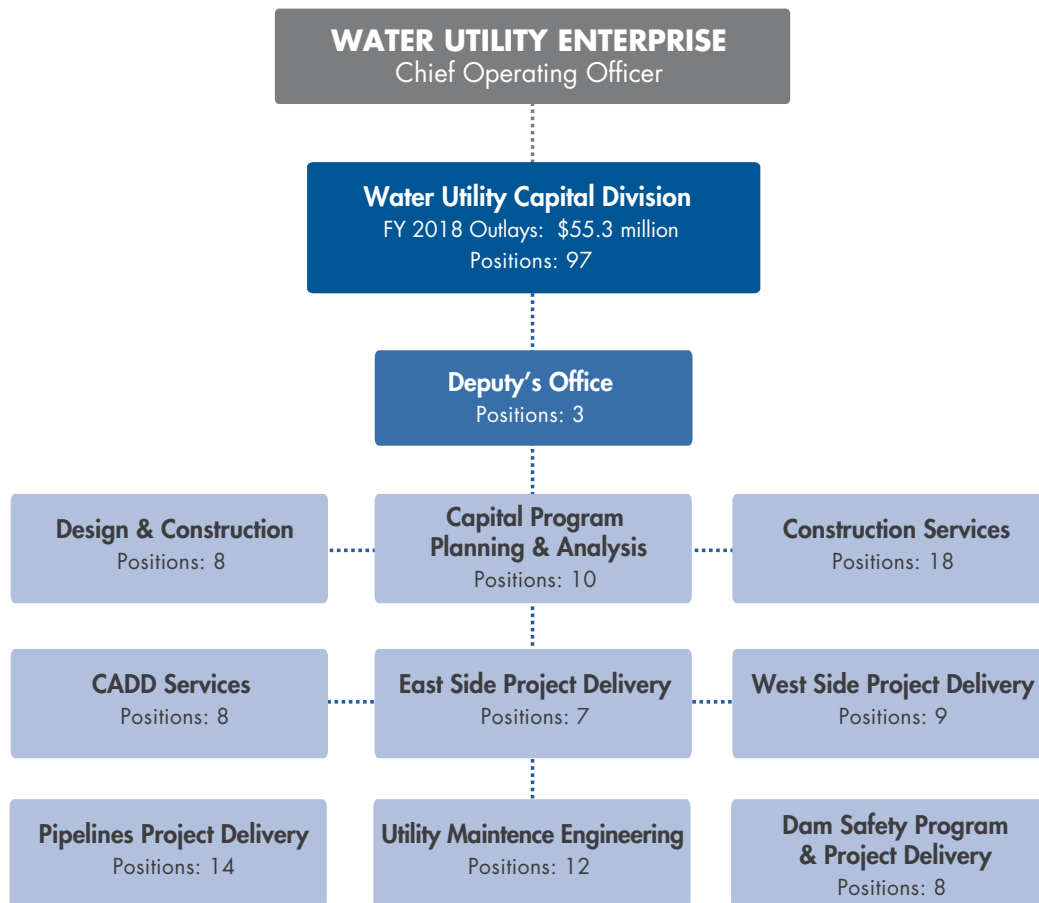 WATER UTILITY ENTERPRISE
Chief Operating Officer
Water Utility Capital Division
FY 2018 Outlays: $55.3 million
Positions: 97
Deputy’s Office
Positions: 3
Design & Construction
Positions: 8
Capital Program
Planning & Analysis
Positions: 10
Construction Services
Positions: 18
CADD Services
Positions: 8
East Side Project Delivery
Positions: 7
West Side Project Delivery
Positions: 9
Pipelines Project Delivery
Positions: 14
Utility Maintence Engineering
Positions: 12
Dam Safety Program
& Project Delivery
Positions: 8